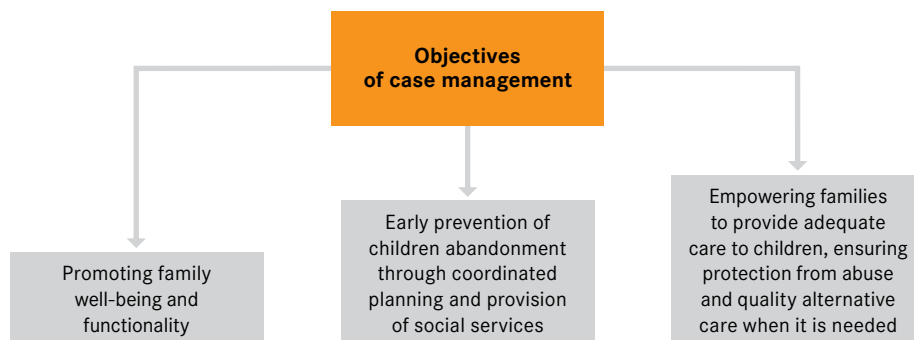 Objectives
of case management
Promoting family
well-being and
functionality
Early prevention of
children abandonment
through coordinated
planning and provision
of social services
Empowering families
to provide adequate
care to children, ensuring
protection from abuse
and quality alternative
care when it is needed